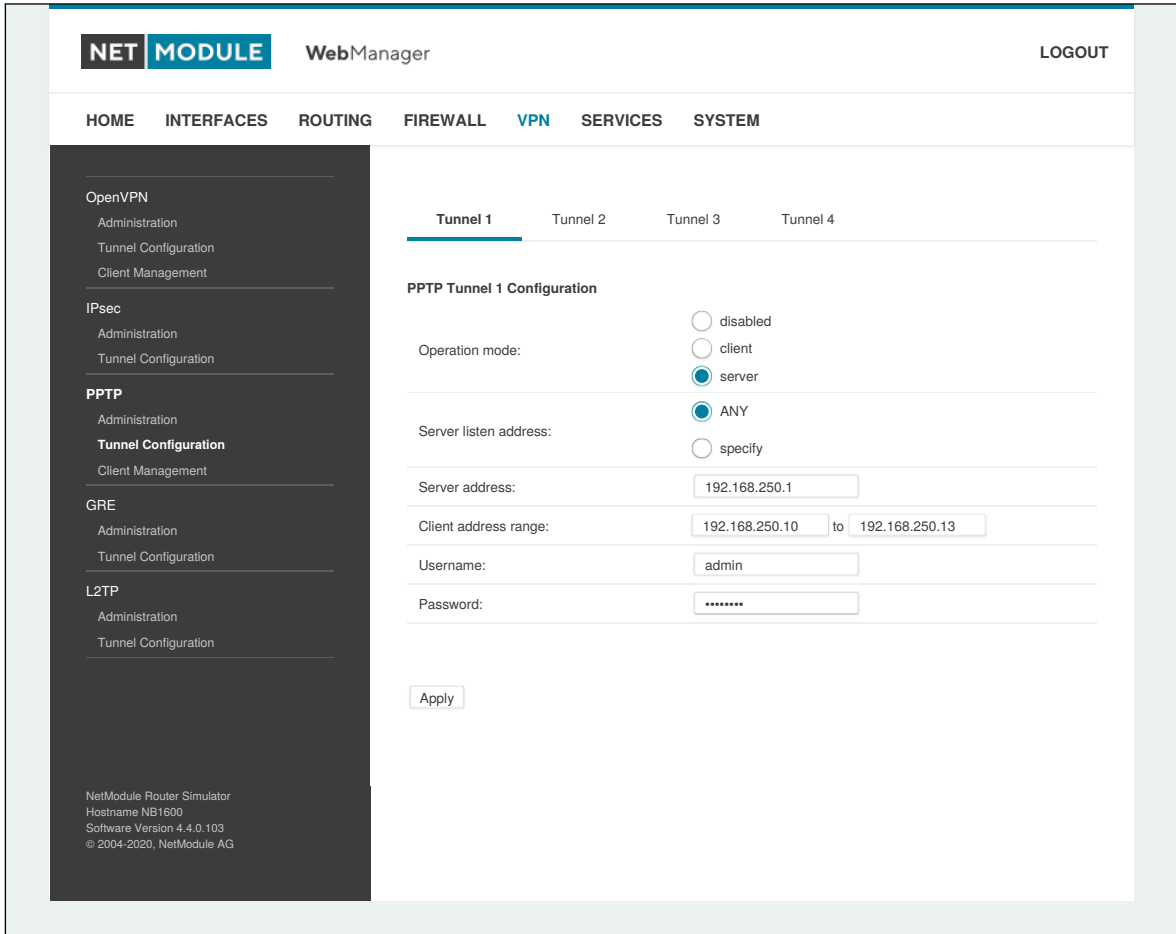 NET MODULE WebManager LOGOUT
HOME INTERFACES ROUTING FIREWALL VPN SERVICES SYSTEM
OpenVPN
Administration
Tunnel Configuration
Client Management
IPsec
Administration
Tunnel Configuration
PPTP
Administration
Tunnel Configuration
Client Management
GRE
Administration
Tunnel Configuration
L2TP
Administration
Tunnel Configuration
NetModule Router Simulator
Hostname NB1600
Software Version 4.4.0.103
© 2004-2020, NetModule AG
Tunnel 1 Tunnel 2 Tunnel 3 Tunnel 4
PPTP Tunnel 1 Configuration
Operation mode:
disabled
client
server
Server listen address:
ANY
specify
Server address: 192.168.250.1
Client address range: 192.168.250.10 to 192.168.250.13
Username: admin
Password: ••••••••
Apply